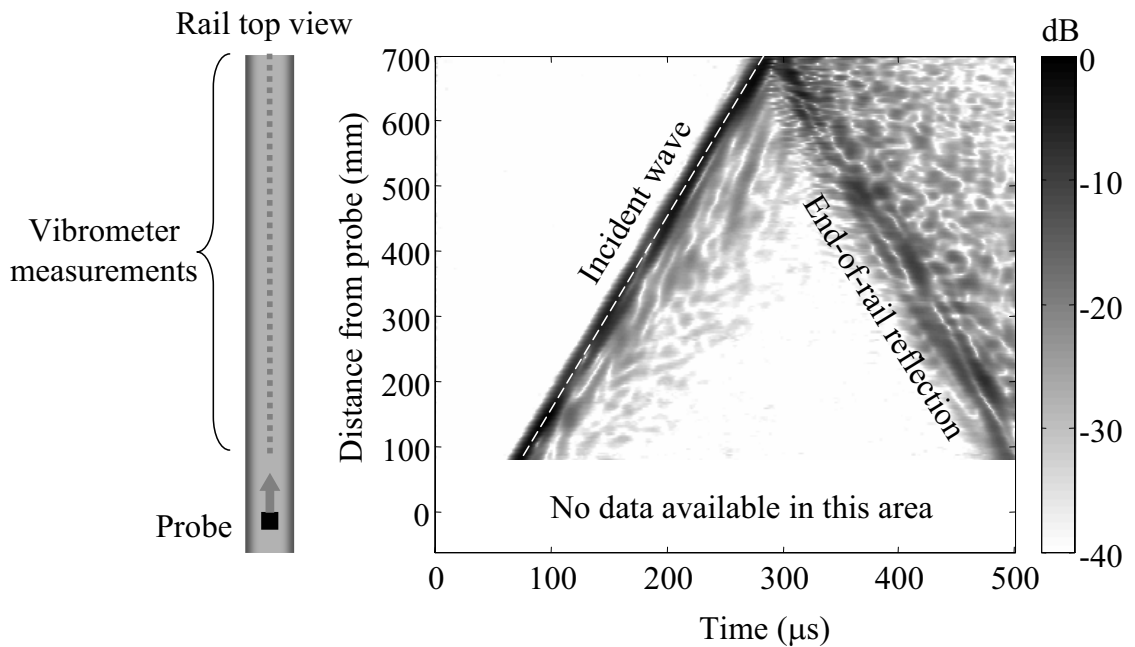 Rail top view
Vibrometer
measurements
Probe
Distance from probe (mm)
700
600
500
400
300
200
100
0
Incident wave
End-of-rail reflection
No data available in this area
0
100
200
300
400
500
Time (μs)
dB
0
-10
-20
-30
-40